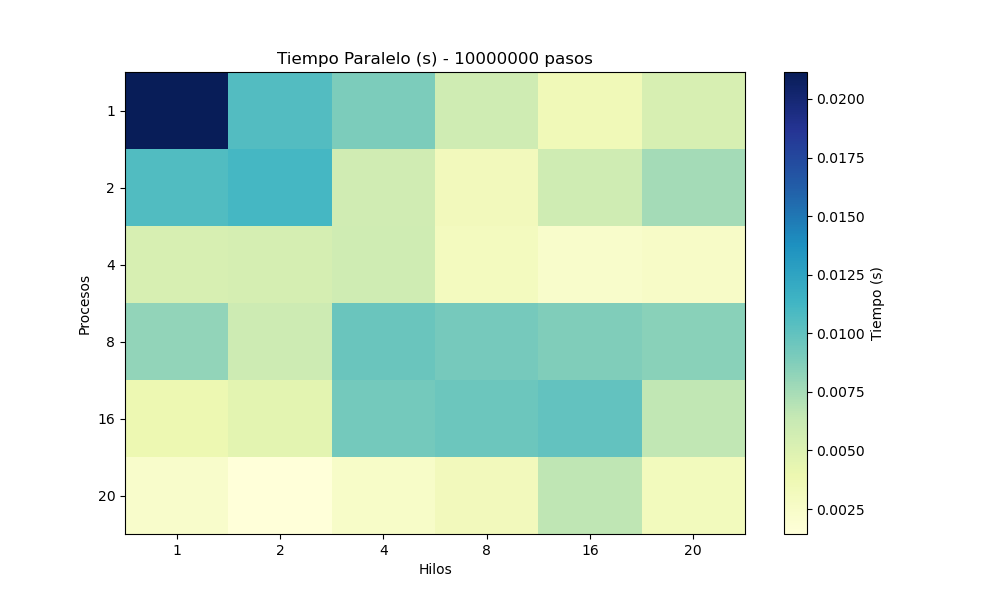 Tiempo Paralelo (s) - 10000000 pasos
1
2
4
8
16
20
Procesos
1 2 4 8 16 20
Hilos
0.0200
0.0175
0.0150
0.0125
0.0100
0.0075
0.0050
0.0025
Tiempo (s)